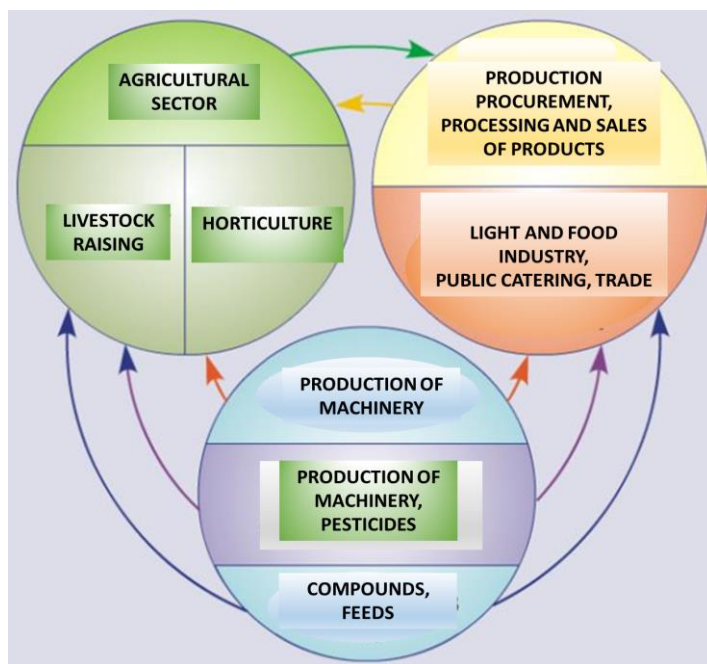 AGRICULTURAL
SECTOR
LIVESTOCK
RAISING
HORTICULTURE
PRODUCTION
PROCUREMENT,
PROCESSING AND SALES
OF PRODUCTS
LIGHT AND FOOD
INDUSTRY,
PUBLIC CATERING, TRADE
PRODUCTION OF
MACHINERY
PRODUCTION OF
MACHINERY,
PESTICIDES
COMPOUNDS,
FEEDS